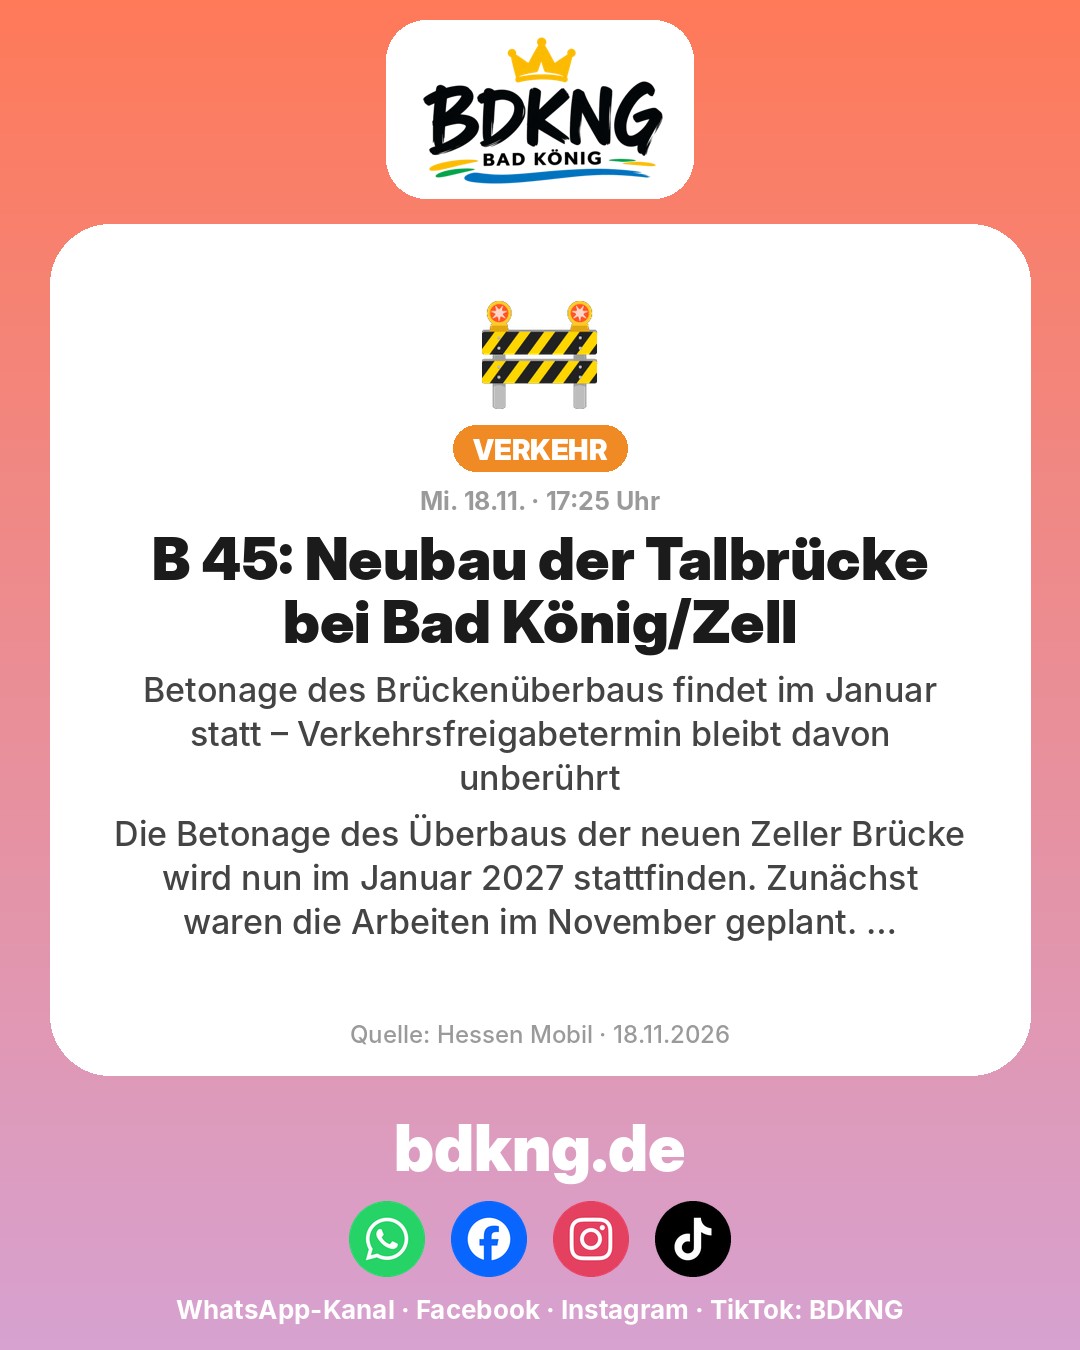 BDKNG
BAD KÖNIG
VERKEHR
Mi. 18.11. · 17:25 Uhr
B 45: Neubau der Talbrücke
bei Bad König/Zell
Betonage des Brückenüberbaus findet im Januar
statt – Verkehrsfreigabetermin bleibt davon
unberührt
Die Betonage des Überbaus der neuen Zeller Brücke
wird nun im Januar 2027 stattfinden. Zunächst
waren die Arbeiten im November geplant. ...
Quelle: Hessen Mobil · 18.11.2026
bdkng.de
WhatsApp-Kanal · Facebook · Instagram · TikTok: BDKNG